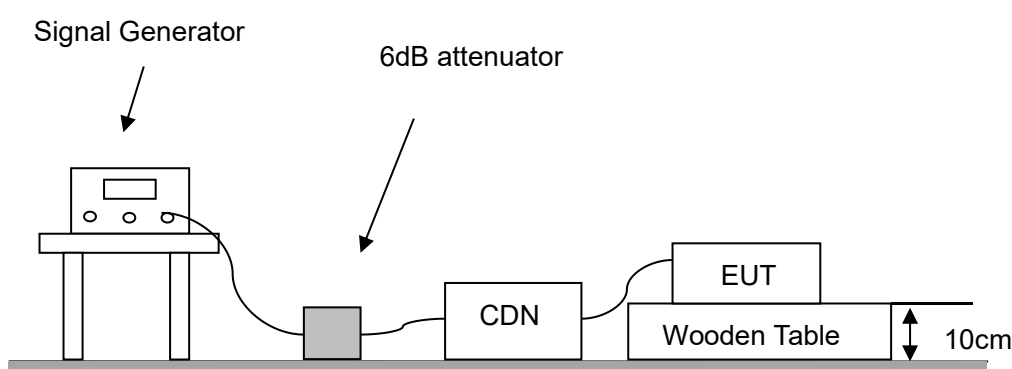 Signal Generator
6dB attenuator
EUT
CDN
Wooden Table
10cm